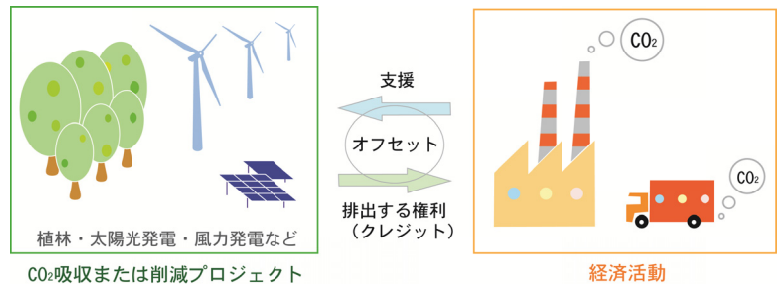 植林・太陽光発電・風力発電など
CO₂吸収または削減プロジェクト
支援
オフセット
排出する権利
（クレジット）
CO₂
CO₂
経済活動